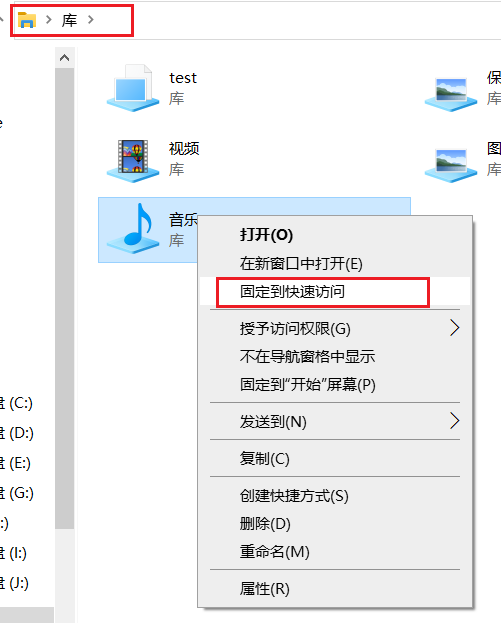 库
test
库
保
库
视频
库
图
库
音乐
库
打开(O)
在新窗口中打开(E)
固定到快速访问
授予访问权限(G)
不在导航窗格中显示
固定到“开始”屏幕(P)
发送到(N)
复制(C)
创建快捷方式(S)
删除(D)
重命名(M)
属性(R)
e
盘 (C:)
盘 (D:)
盘 (E:)
盘 (G:)
:)
盘 (I:)
盘 (J:)